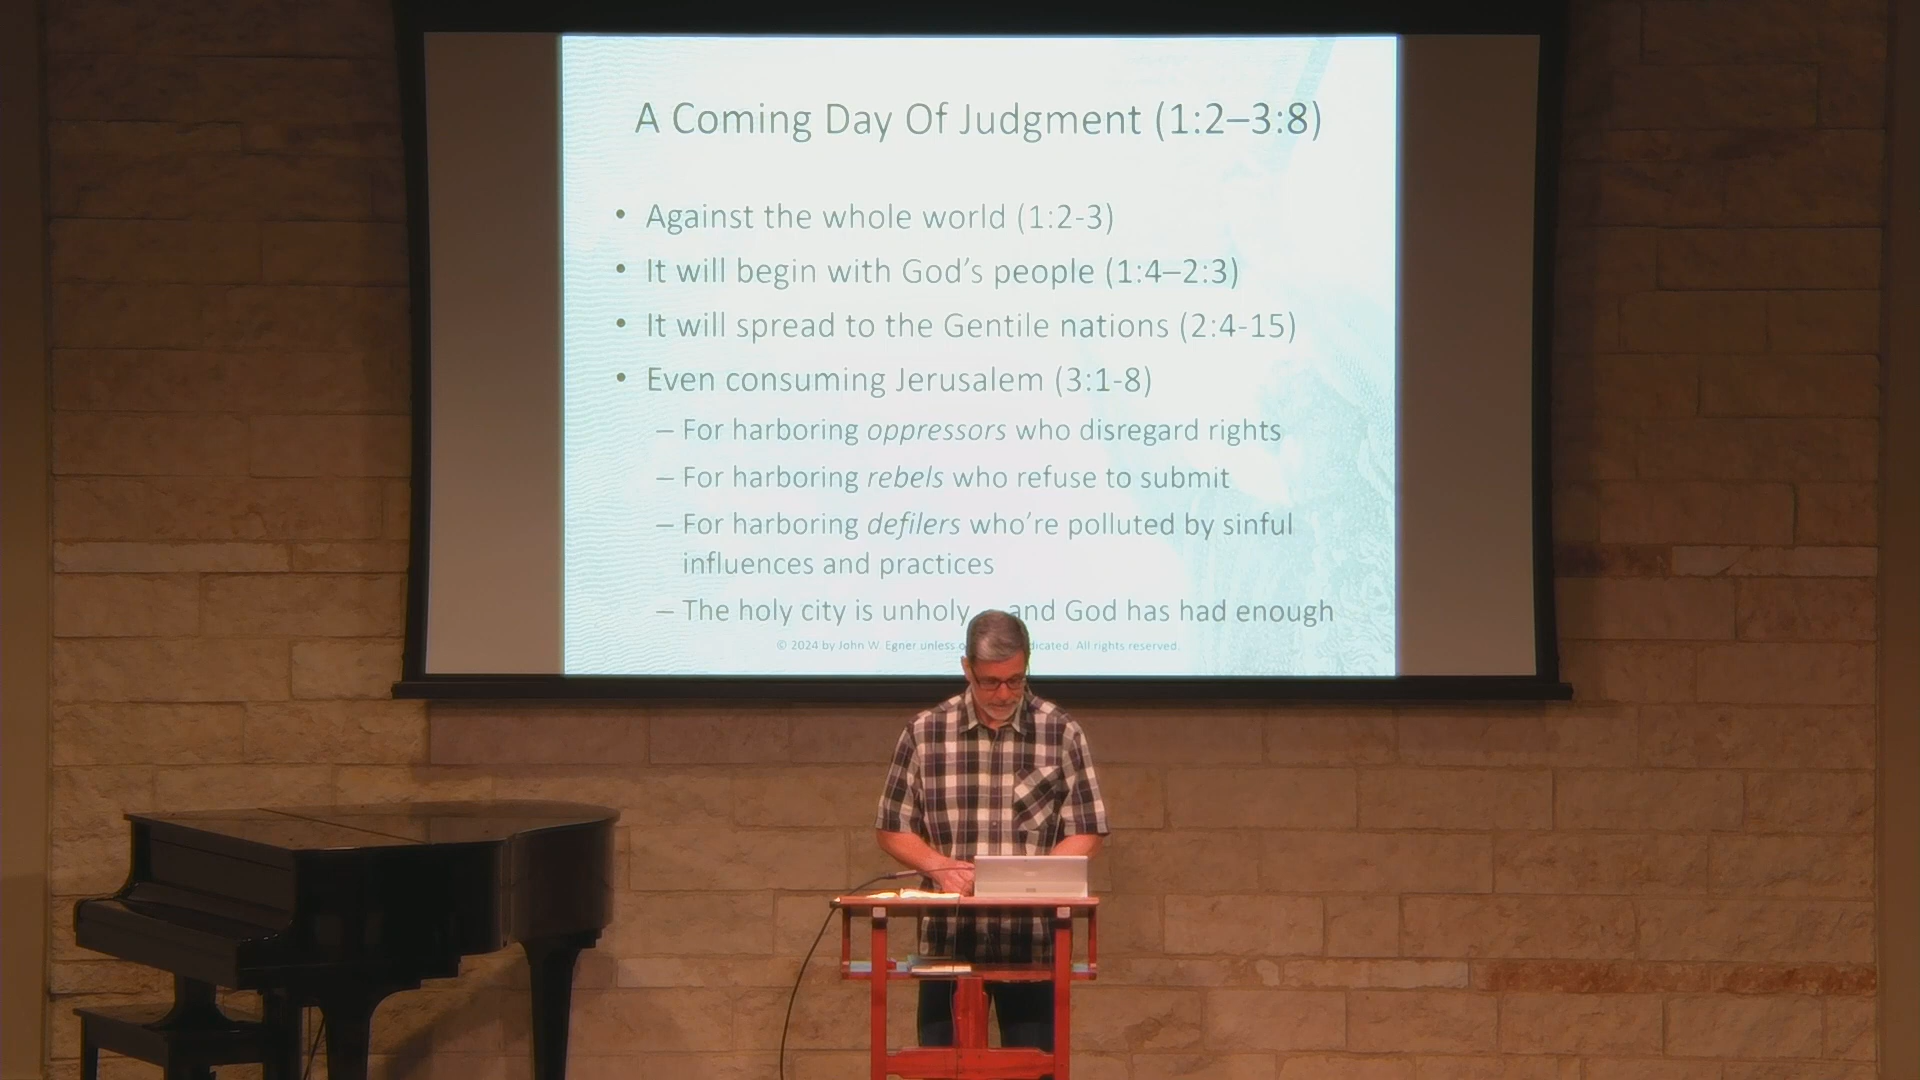 A Coming Day Of Judgment (1:2–3:8)
• Against the whole world (1:2-3)
• It will begin with God's people (1:4–2:3)
• It will spread to the Gentile nations (2:4-15)
• Even consuming Jerusalem (3:1-8)
– For harboring oppressors who disregard rights
– For harboring rebels who refuse to submit
– For harboring defilers who're polluted by sinful
influences and practices
– The holy city is unholy and God has had enough
© 2024 by John W. Egner unless All rights reserved.